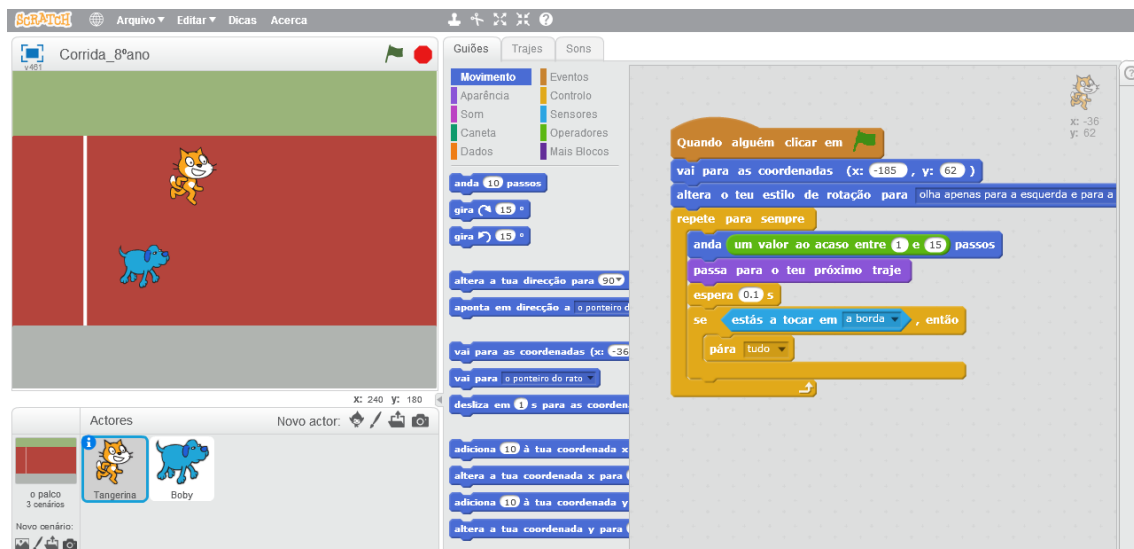 SCRATCH Arquivo Editar Dicas Acerca
v461 Corrida_8ºano
X: 240 y: 180
Actores Novo actor:
o palco
3 cenários
Tangerina
Boby
Novo cenário:
Guiões Trajes Sons
Movimento Eventos
Aparência Controlo
Som Sensores
Caneta Operadores
Dados Mais Blocos
anda 10 passos
gira 15 º
gira 15 º
altera a tua direcção para 90
aponta em direcção a o ponteiro d
vai para as coordenadas (x: -36
vai para o ponteiro do rato
desliza em 1 s para as coorden
adiciona 10 à tua coordenada x
altera a tua coordenada x para
adiciona 10 à tua coordenada y
altera a tua coordenada y para
x: -36
y: 62
Quando alguém clicar em
vai para as coordenadas (x: -185 , y: 62 )
altera o teu estilo de rotação para olha apenas para a esquerda e para a
repete para sempre
anda um valor ao acaso entre 1 e 15 passos
passa para o teu próximo traje
espera 0.1 s
se estás a tocar em a borda , então
pára tudo